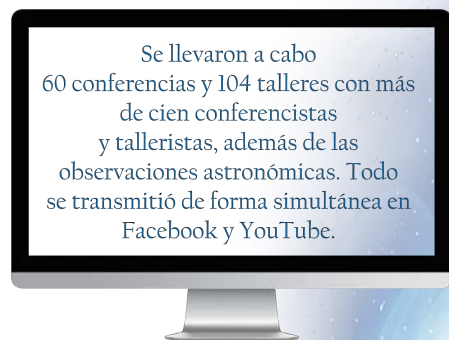 Se llevaron a cabo
60 conferencias y 104 talleres con más
de cien conferencistas
y talleristas, además de las
observaciones astronómicas. Todo
se transmitió de forma simultánea en
Facebook y YouTube.